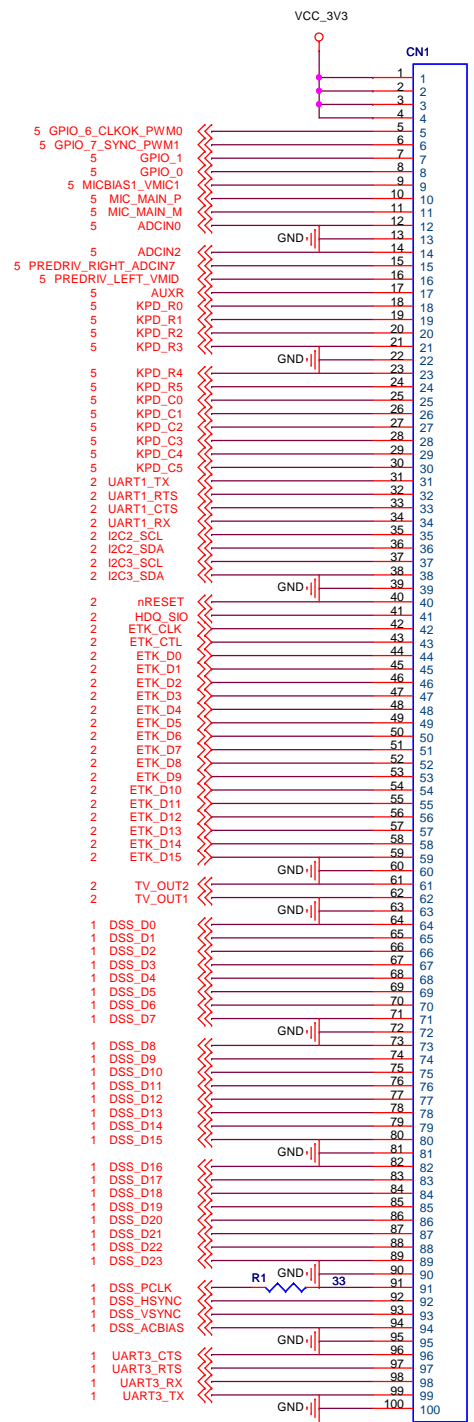 VCC_3V3
CN1
1 1
2 2
3 3
4 4
5 GPIO_6_CLKOK_PWM0 5 5
5 GPIO_7_SYNC_PWM1 6 6
5 GPIO_1 7 7
5 GPIO_0 8 8
5 MICBIAS1_VMIC1 9 9
5 MIC_MAIN_P 10 10
5 MIC_MAIN_M 11 11
5 ADCIN0 12 12
GND 13 13
5 ADCIN2 14 14
5 PREDRIV_RIGHT_ADCIN7 15 15
5 PREDRIV_LEFT_VMID 16 16
5 AUXR 17 17
5 KPD_R0 18 18
5 KPD_R1 19 19
5 KPD_R2 20 20
5 KPD_R3 21 21
GND 22 22
5 KPD_R4 23 23
5 KPD_R5 24 24
5 KPD_C0 25 25
5 KPD_C1 26 26
5 KPD_C2 27 27
5 KPD_C3 28 28
5 KPD_C4 29 29
5 KPD_C5 30 30
2 UART1_TX 31 31
2 UART1_RTS 32 32
2 UART1_CTS 33 33
2 UART1_RX 34 34
2 I2C2_SCL 35 35
2 I2C2_SDA 36 36
2 I2C3_SCL 37 37
2 I2C3_SDA 38 38
GND 39 39
2 nRESET 40 40
2 HDQ_SIO 41 41
2 ETK_CLK 42 42
2 ETK_CTL 43 43
2 ETK_D0 44 44
2 ETK_D1 45 45
2 ETK_D2 46 46
2 ETK_D3 47 47
2 ETK_D4 48 48
2 ETK_D5 49 49
2 ETK_D6 50 50
2 ETK_D7 51 51
2 ETK_D8 52 52
2 ETK_D9 53 53
2 ETK_D10 54 54
2 ETK_D11 55 55
2 ETK_D12 56 56
2 ETK_D13 57 57
2 ETK_D14 58 58
2 ETK_D15 59 59
GND 60 60
2 TV_OUT2 61 61
2 TV_OUT1 62 62
GND 63 63
1 DSS_D0 64 64
1 DSS_D1 65 65
1 DSS_D2 66 66
1 DSS_D3 67 67
1 DSS_D4 68 68
1 DSS_D5 69 69
1 DSS_D6 70 70
1 DSS_D7 71 71
GND 72 72
1 DSS_D8 73 73
1 DSS_D9 74 74
1 DSS_D10 75 75
1 DSS_D11 76 76
1 DSS_D12 77 77
1 DSS_D13 78 78
1 DSS_D14 79 79
1 DSS_D15 80 80
GND 81 81
1 DSS_D16 82 82
1 DSS_D17 83 83
1 DSS_D18 84 84
1 DSS_D19 85 85
1 DSS_D20 86 86
1 DSS_D21 87 87
1 DSS_D22 88 88
1 DSS_D23 89 89
GND 90 90
1 DSS_PCLK R1 33 91 91
1 DSS_HSYNC 92 92
1 DSS_VSYNC 93 93
1 DSS_ACBIAS 94 94
GND 95 95
1 UART3_CTS 96 96
1 UART3_RTS 97 97
1 UART3_RX 98 98
1 UART3_TX 99 99
GND 100 100